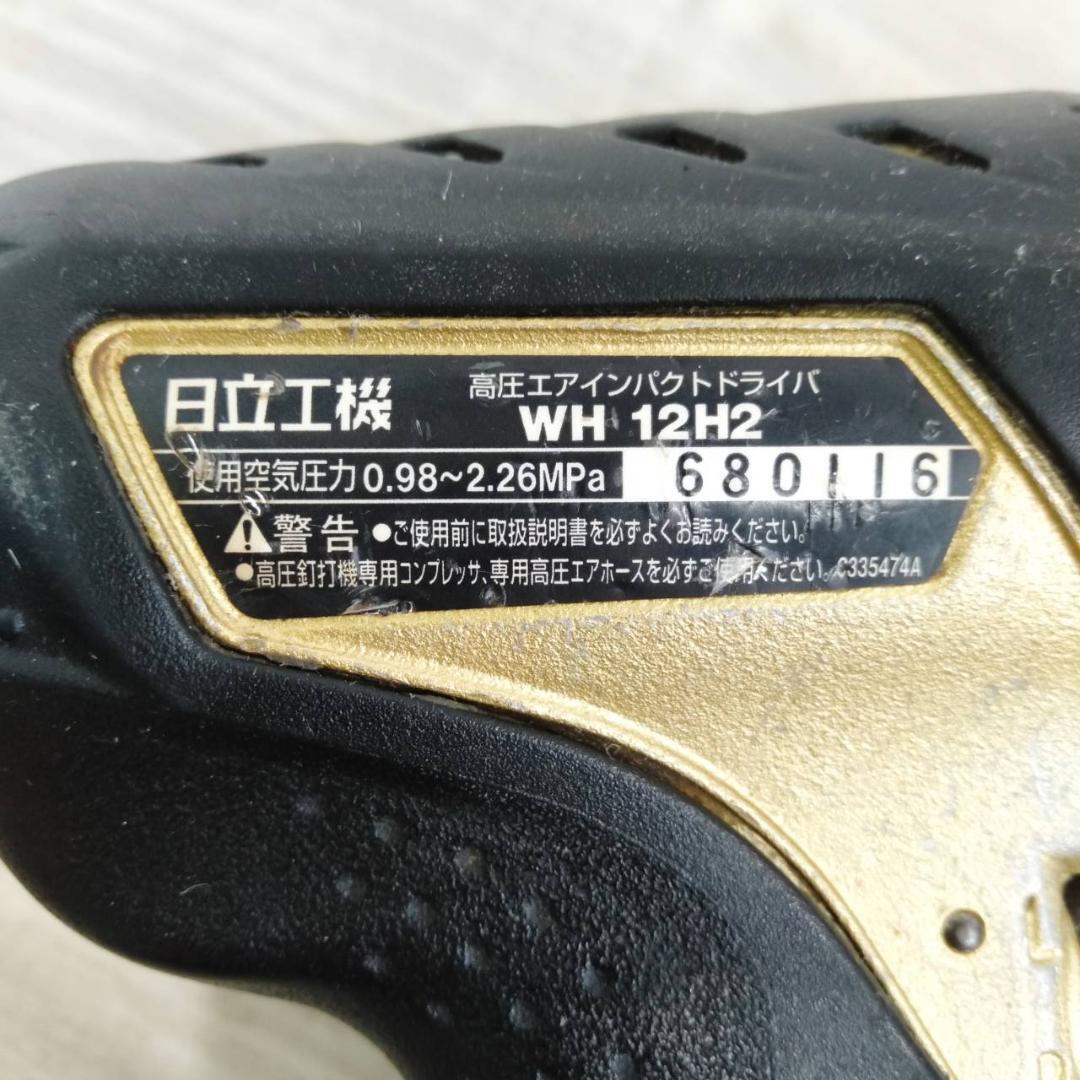 日立工機
高圧エアインパクトドライバ
WH 12H2
使用空気圧力 0.98~2.26MPa 680116
警告 ●ご使用前に取扱説明書を必ずよくお読みください。
●高圧釘打機専用コンプレッサ、専用高圧エアホースを必ずご使用ください。 C335474A
L